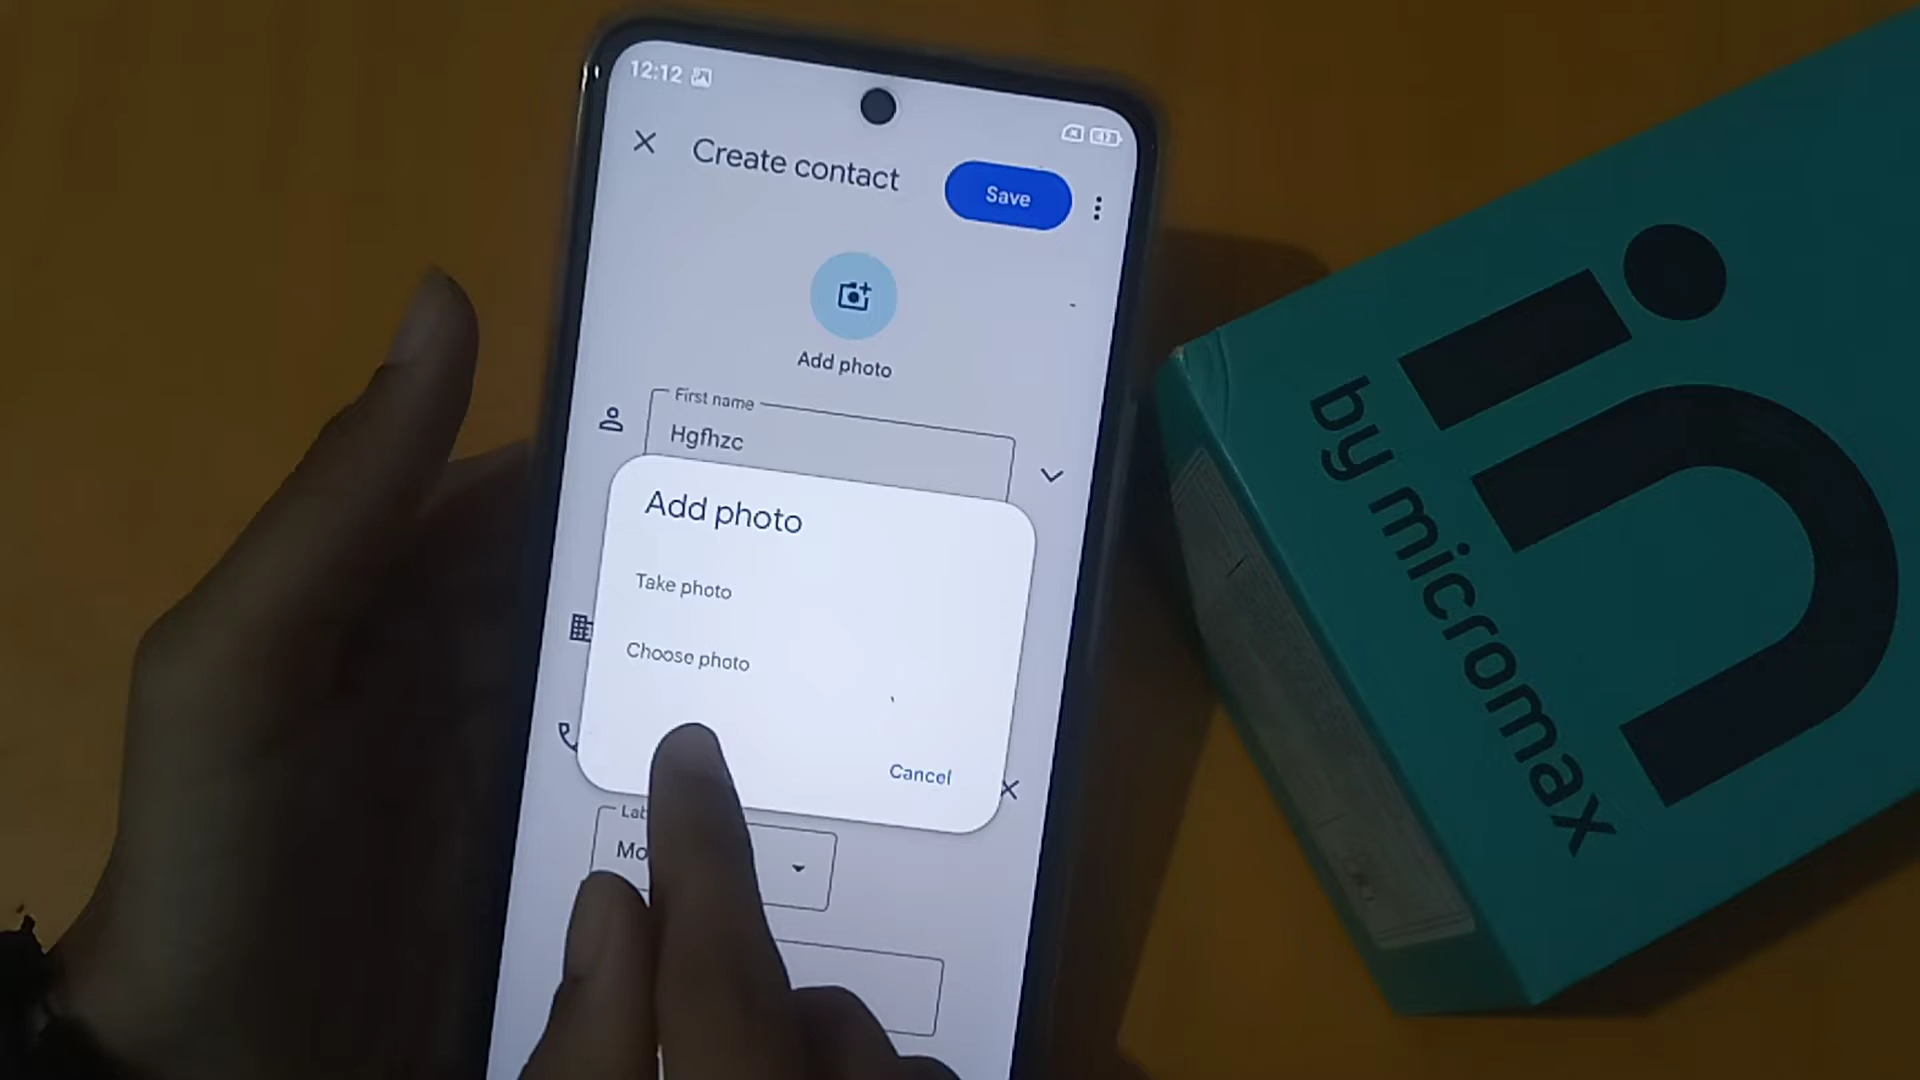 12:12
Create contact
Save
Add photo
First name
Hgfhzc
Add photo
Take photo
Choose photo
Cancel
Lab
Mo
in
by micromax